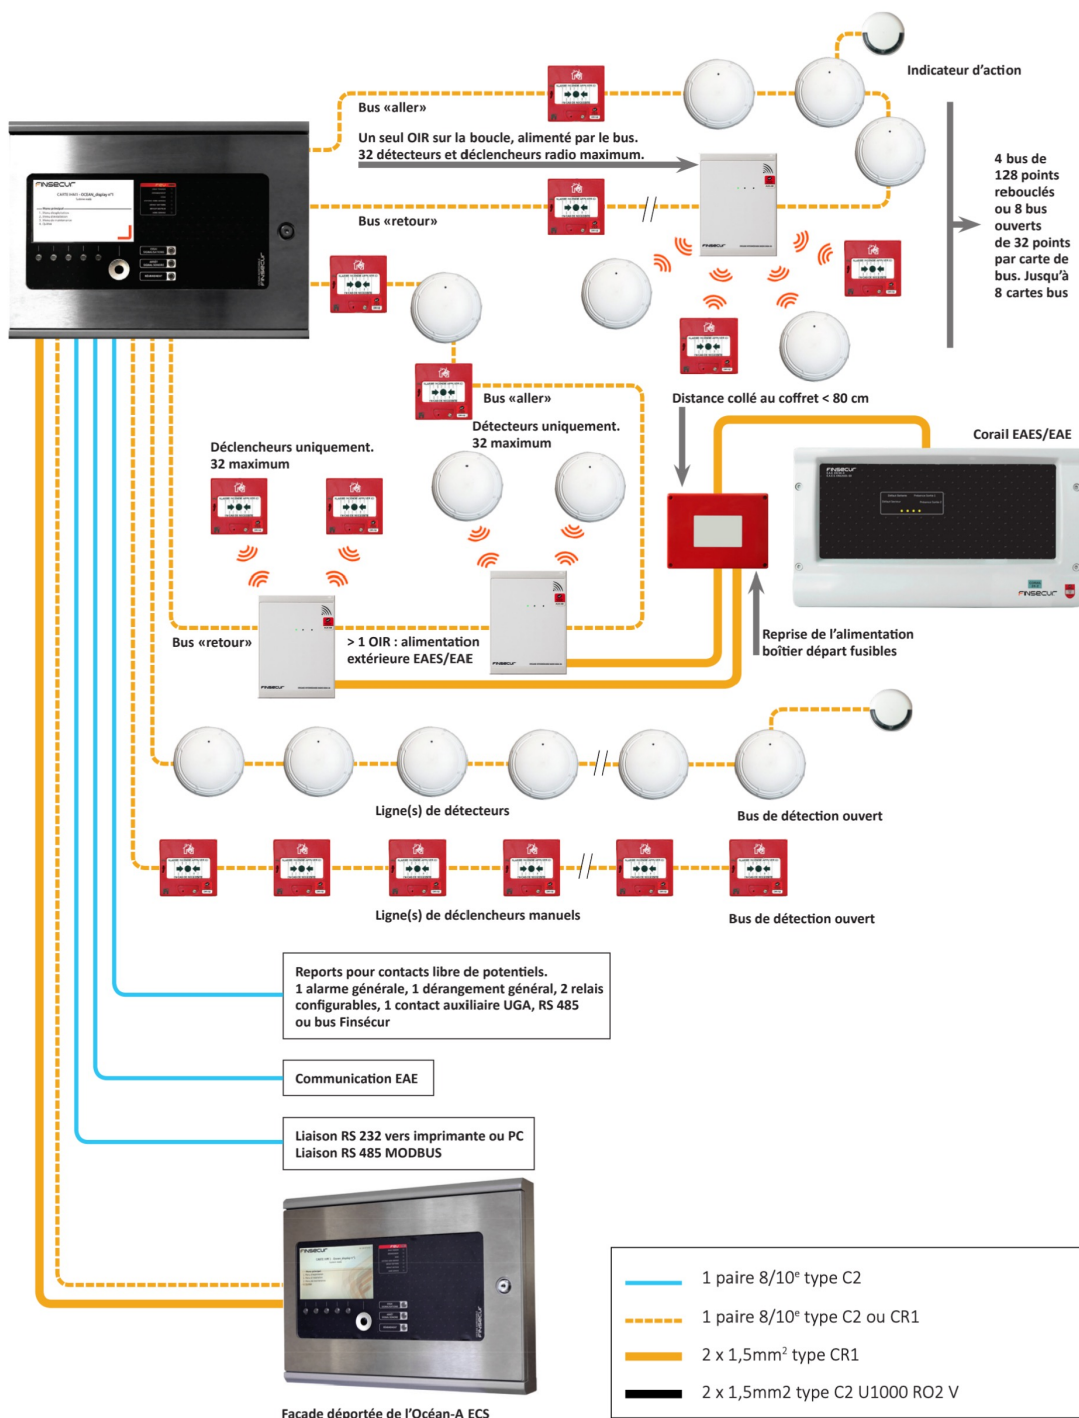 Indicateur d'action
Bus «aller»
Un seul OIR sur la boucle, alimenté par le bus.
32 détecteurs et déclencheurs radio maximum.
Bus «retour»
4 bus de
128 points
rebouclés
ou 8 bus
ouverts
de 32 points
par carte de
bus. Jusqu'à
8 cartes bus
FINSECUR
FINSECUR
Bus «aller»
Distance collé au coffret < 80 cm
Détecteurs uniquement.
32 maximum
Déclencheurs uniquement.
32 maximum
Corail EAES/EAE
FINSECUR
FINSECUR
Bus «retour»
> 1 OIR : alimentation
extérieure EAES/EAE
Reprise de l'alimentation
boîtier départ fusibles
FINSECUR
FINSECUR
Ligne(s) de détecteurs
Bus de détection ouvert
Ligne(s) de déclencheurs manuels
Bus de détection ouvert
Reports pour contacts libre de potentiels.
1 alarme générale, 1 dérangement général, 2 relais
configurables, 1 contact auxiliaire UGA, RS 485
ou bus Finsécur
Communication EAE
Liaison RS 232 vers imprimante ou PC
Liaison RS 485 MODBUS
FINSECUR
Façade déportée de l'Océan-A ECS
1 paire 8/10e type C2
1 paire 8/10e type C2 ou CR1
2 x 1,5mm² type CR1
2 x 1,5mm2 type C2 U1000 RO2 V